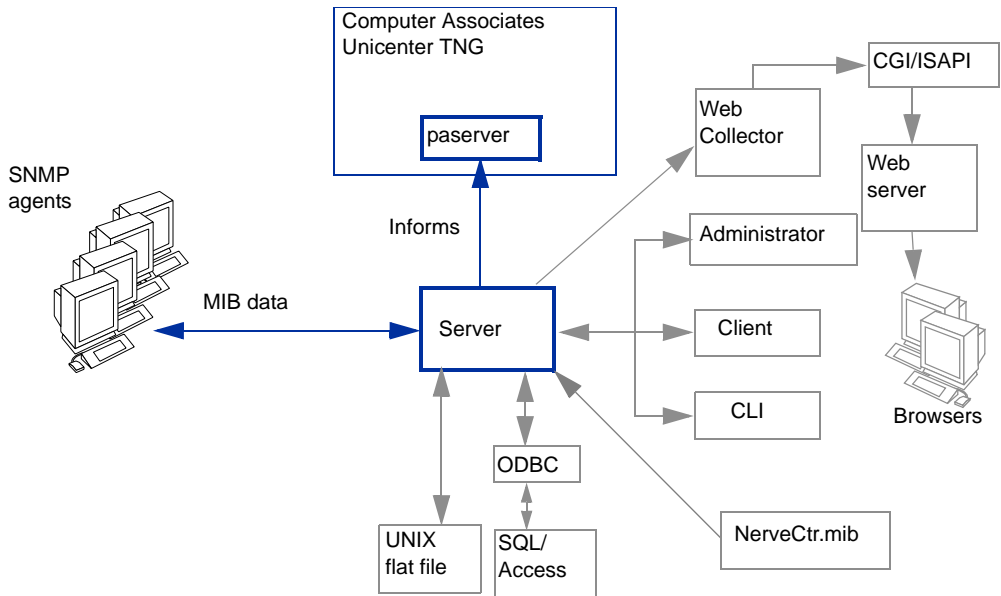 Computer Associates
Unicenter TNG
paserver
CGI/ISAPI
Web
Collector
Web
server
SNMP
agents
Informs
Administrator
MIB data
Server
Client
CLI
Browsers
ODBC
UNIX
flat file
SQL/
Access
NerveCtr.mib